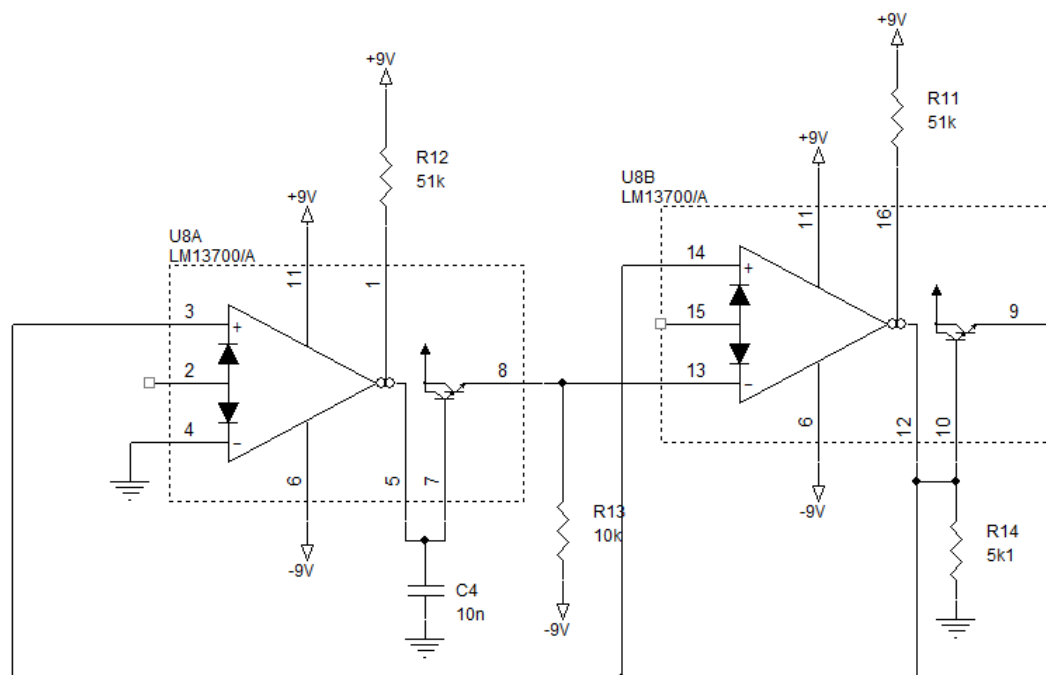 +9V
R11
51k
+9V
R12
51k
+9V
U8B
LM13700/A
11
16
+9V
U8A
LM13700/A
11
1
14
+
15
13
−
9
3
+
2
4
−
8
6
12
10
6
5
7
-9V
-9V
R13
10k
-9V
R14
5k1
C4
10n